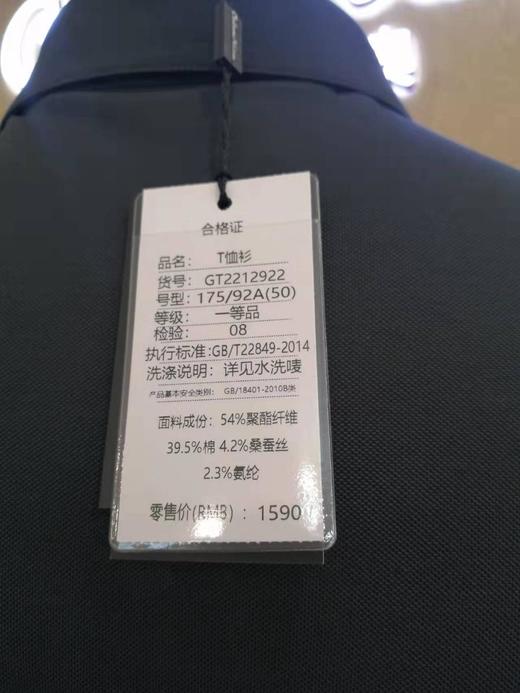 合格证
品名： T恤衫
货号： GT2212922
号型：175/92A(50)
等级： 一等品
检验： 08
执行标准:GB/T22849-2014
洗涤说明：详见水洗唛
产品基本安全类别： GB/18401-2010B类
面料成份：54%聚酯纤维
39.5%棉 4.2%桑蚕丝
2.3%氨纶
零售价(RMB)：1590